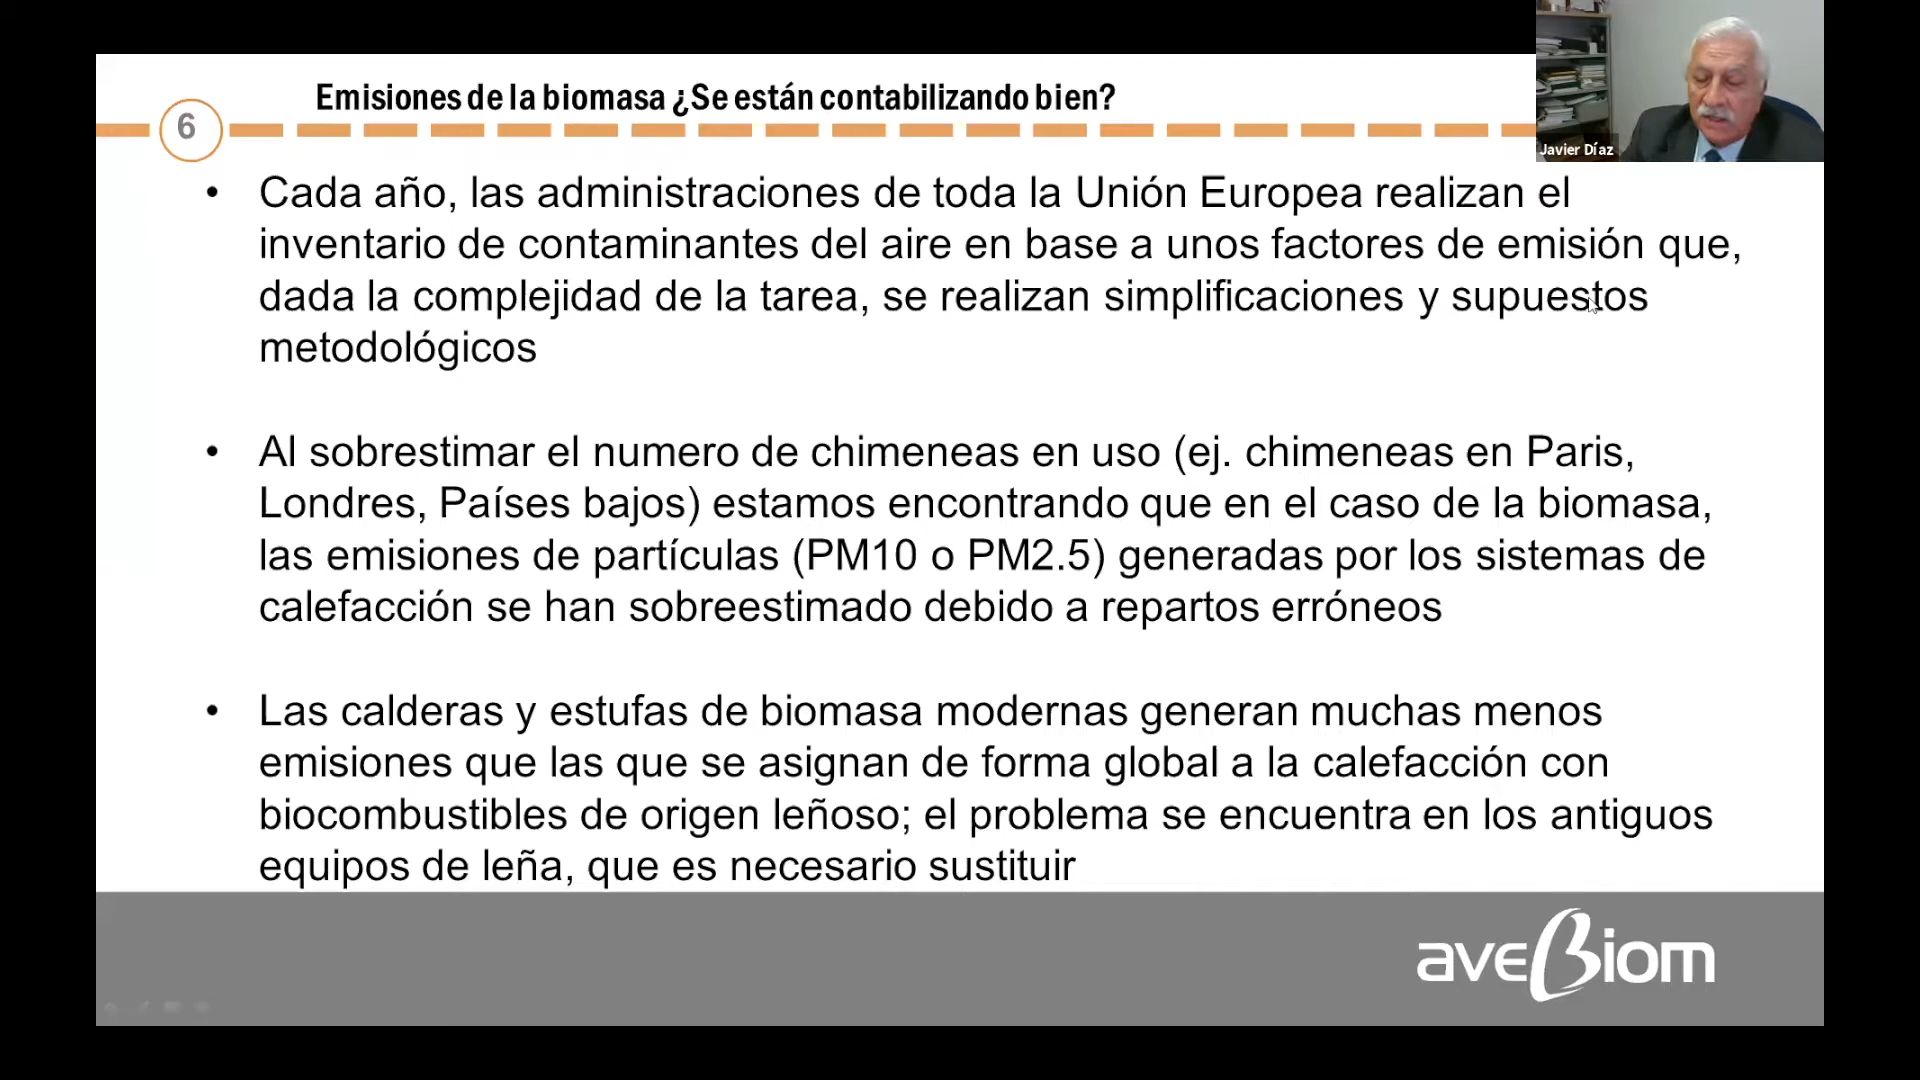 Emisiones de la biomasa ¿Se están contabilizando bien?
6
Javier Díaz
• Cada año, las administraciones de toda la Unión Europea realizan el
inventario de contaminantes del aire en base a unos factores de emisión que,
dada la complejidad de la tarea, se realizan simplificaciones y supuestos
metodológicos
• Al sobrestimar el numero de chimeneas en uso (ej. chimeneas en Paris,
Londres, Países bajos) estamos encontrando que en el caso de la biomasa,
las emisiones de partículas (PM10 o PM2.5) generadas por los sistemas de
calefacción se han sobreestimado debido a repartos erróneos
• Las calderas y estufas de biomasa modernas generan muchas menos
emisiones que las que se asignan de forma global a la calefacción con
biocombustibles de origen leñoso; el problema se encuentra en los antiguos
equipos de leña, que es necesario sustituir
aveBiom